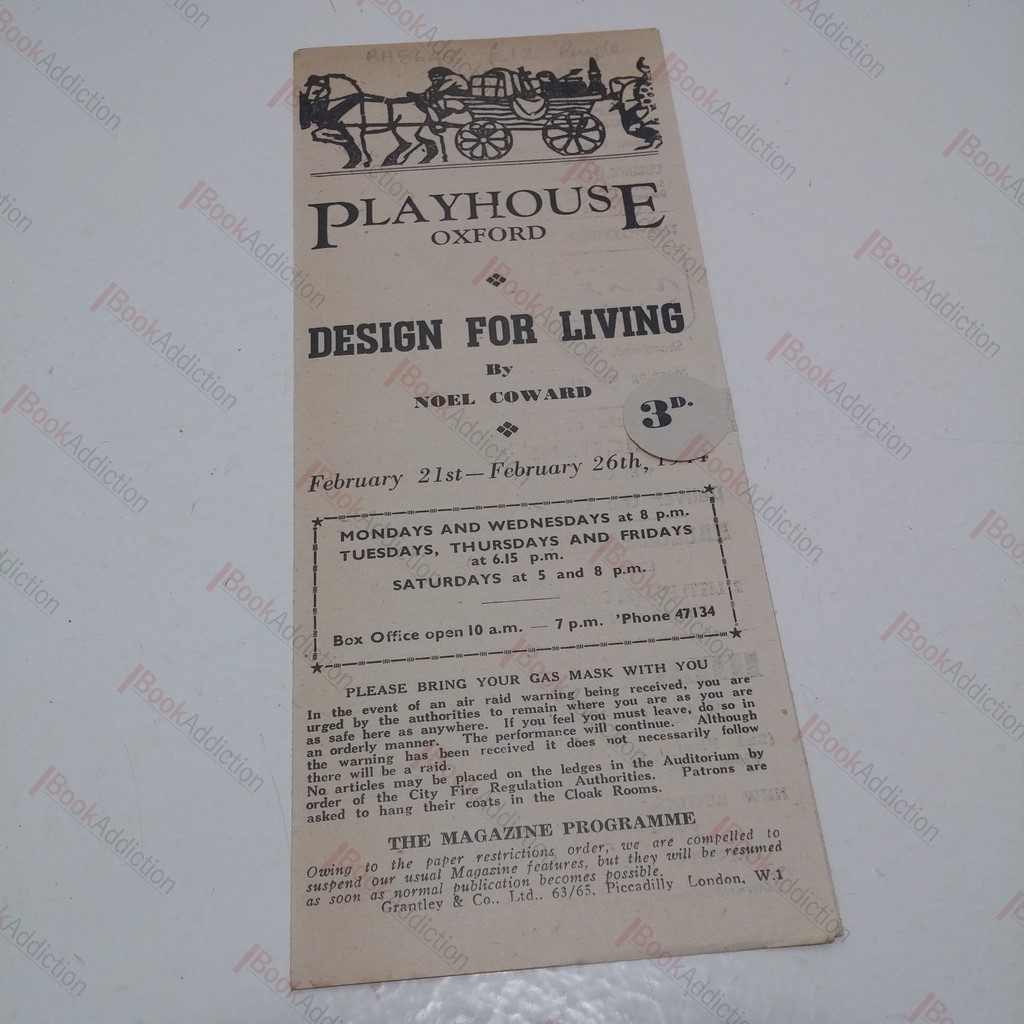 BA5626 £12 Purple
PLAYHOUSE
OXFORD
DESIGN FOR LIVING
By
NOEL COWARD
3D.
February 21st—February 26th,
MONDAYS AND WEDNESDAYS at 8 p.m.
TUESDAYS, THURSDAYS AND FRIDAYS
at 6.15 p.m.
SATURDAYS at 5 and 8 p.m.
Box Office open 10 a.m. — 7 p.m. 'Phone 47134
PLEASE BRING YOUR GAS MASK WITH YOU
In the event of an air raid warning being received, you are
urged by the authorities to remain where you are as you are
as safe here as anywhere. If you feel you must leave, do so in
an orderly manner. The performance will continue. Although
the warning has been received it does not necessarily follow
there will be a raid.
No articles may be placed on the ledges in the Auditorium by
order of the City Fire Regulation Authorities. Patrons are
asked to hang their coats in the Cloak Rooms.
THE MAGAZINE PROGRAMME
Owing to the paper restrictions order, we are compelled to
suspend our usual Magazine features, but they will be resumed
as soon as normal publication becomes possible.
Grantley & Co.. Ltd.. 63/65. Piccadilly London, W.1
BookAddiction